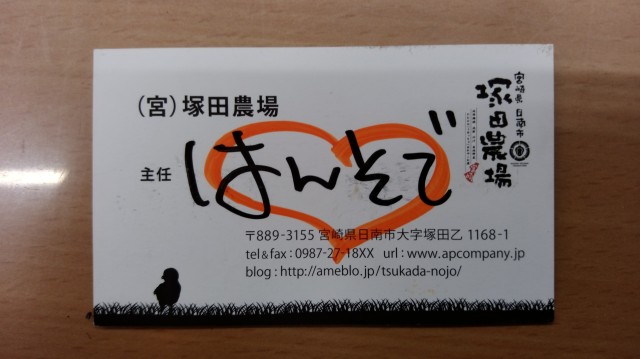 (宮)塚田農場
主任 はんそで
〒889-3155 宮崎県日南市大字塚田乙 1168-1
tel & fax : 0987-27-18XX url : www.apcompany.jp
blog : http://ameblo.jp/tsukada-nojo/
宮崎県日南市
塚田農場